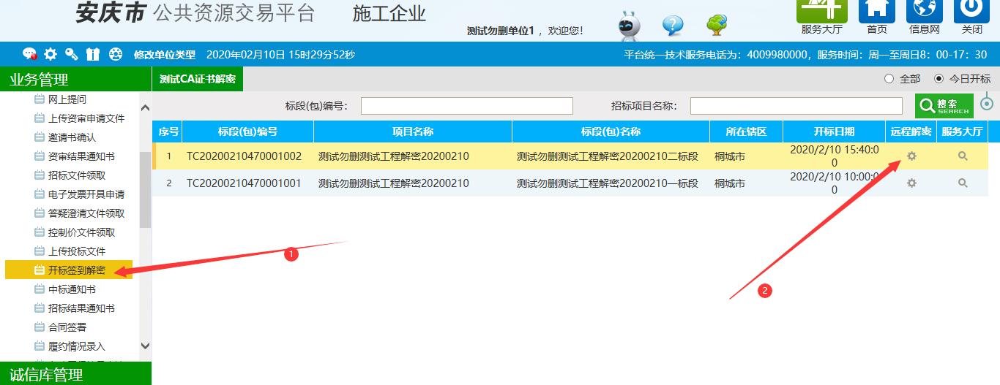 安庆市 公共资源交易平台 施工企业
测试勿删单位1 ，欢迎您！
服务大厅 首页 信息网 关闭
修改单位类型 2020年02月10日 15时29分52秒
平台统一技术服务电话为：4009980000，服务时间：周一至周日8：00-17：30
业务管理
测试CA证书解密
全部 今日开标
网上提问
上传资审申请文件
邀请书确认
资审结果通知书
招标文件领取
电子发票开具申请
答疑澄清文件领取
控制价文件领取
上传投标文件
开标签到解密
中标通知书
招标结果通知书
合同签署
履约情况录入
诚信库管理
标段(包)编号： 招标项目名称： 搜索
SEARCH
序号 标段(包)编号 项目名称 标段(包)名称 所在辖区 开标日期 远程解密 服务大厅
1 TC20200210470001002 测试勿删测试工程解密20200210 测试勿删测试工程解密20200210二标段 桐城市 2020/2/10 15:40:0
0
2 TC20200210470001001 测试勿删测试工程解密20200210 测试勿删测试工程解密20200210一标段 桐城市 2020/2/10 10:00:0
0
1
2